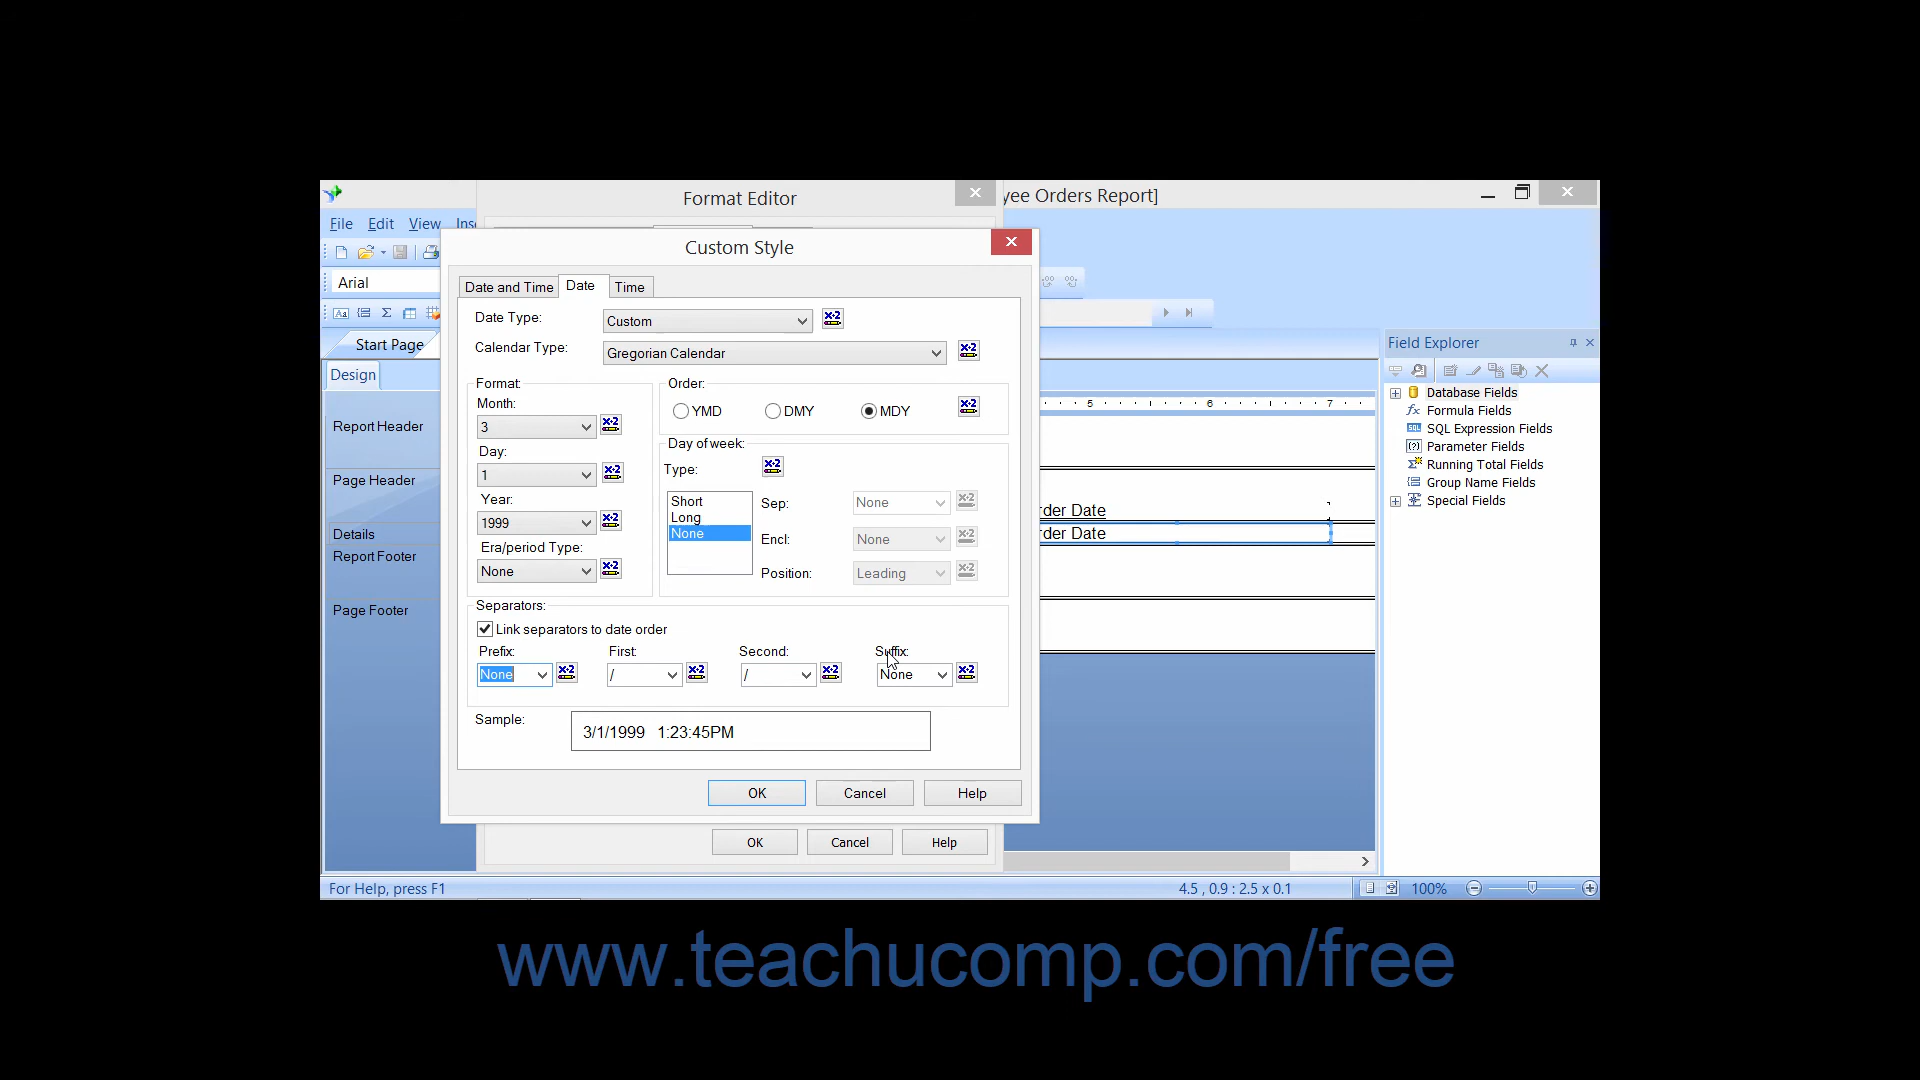 Format Editor
yee Orders Report]
File Edit View Ins
Custom Style
Arial
Date and Time Date Time
Date Type: Custom
Calendar Type: Gregorian Calendar
Start Page
Design
Format:
Month:
3
Day:
1
Year:
1999
Era/period Type:
None
Order:
YMD DMY MDY
Day of week:
Type:
Short
Long
None
Sep: None
Encl: None
Position: Leading
Separators:
Link separators to date order
Prefix: First: Second: Suffix:
None / / None
Sample: 3/1/1999 1:23:45PM
OK Cancel Help
OK Cancel Help
Report Header
Page Header
Details
Report Footer
Page Footer
5 6 7
rder Date
rder Date
Field Explorer
Database Fields
Formula Fields
SQL Expression Fields
Parameter Fields
Running Total Fields
Group Name Fields
Special Fields
For Help, press F1
4.5 , 0.9 : 2.5 x 0.1
100%
www.teachucomp.com/free